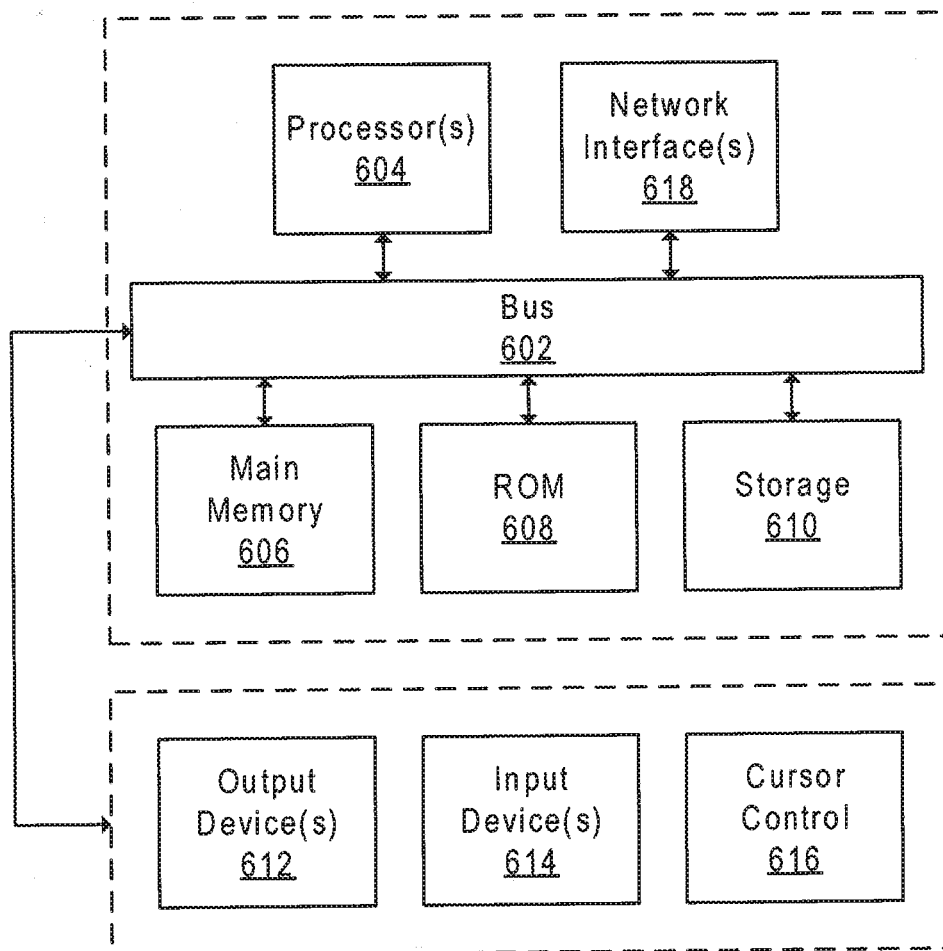 Processor(s)
604
Network
Interface(s)
618
Bus
602
Main
Memory
606
ROM
608
Storage
610
Output
Device(s)
612
Input
Device(s)
614
Cursor
Control
616